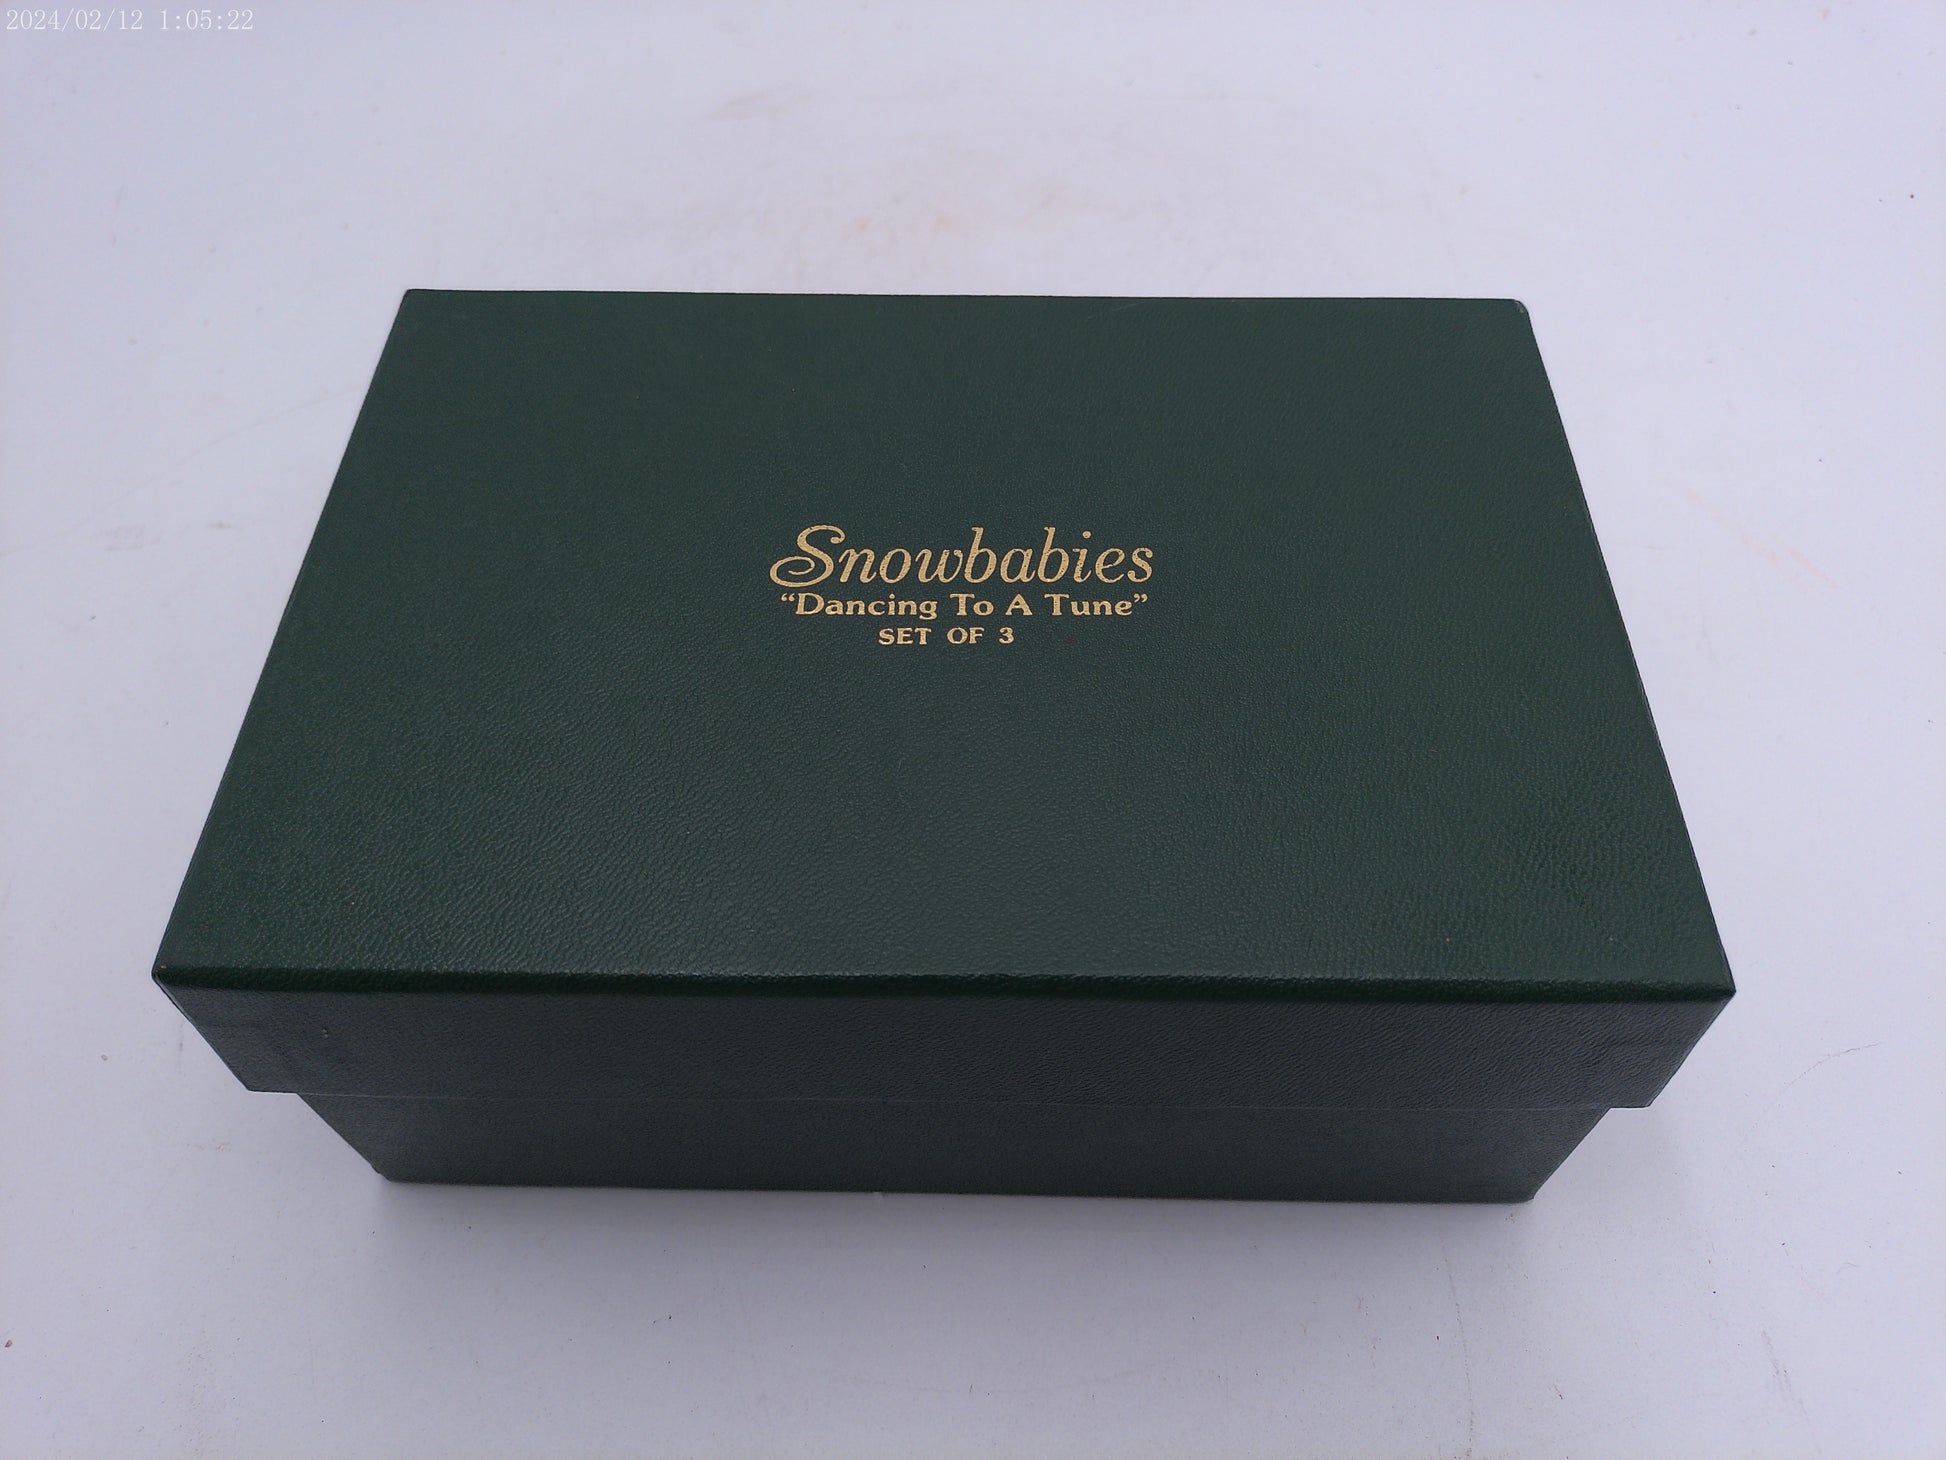 2024/02/12 1:05:22
Snowbabies
“Dancing To A Tune”
SET OF 3